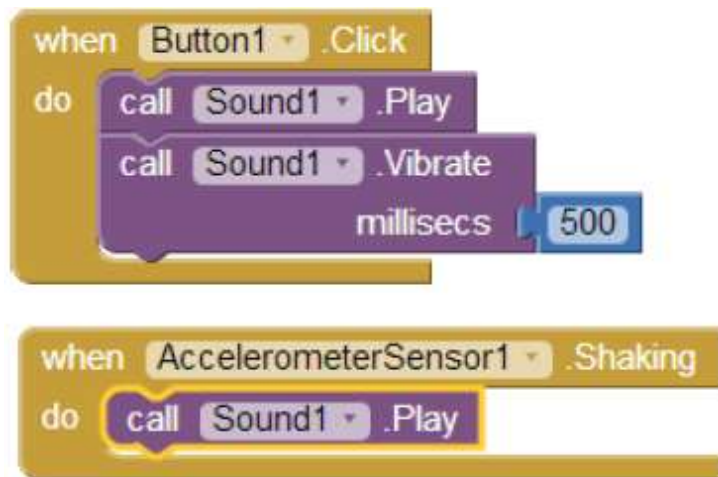 when Button1 .Click
do call Sound1 .Play
call Sound1 .Vibrate
millisecs 500
when AccelerometerSensor1 .Shaking
do call Sound1 .Play